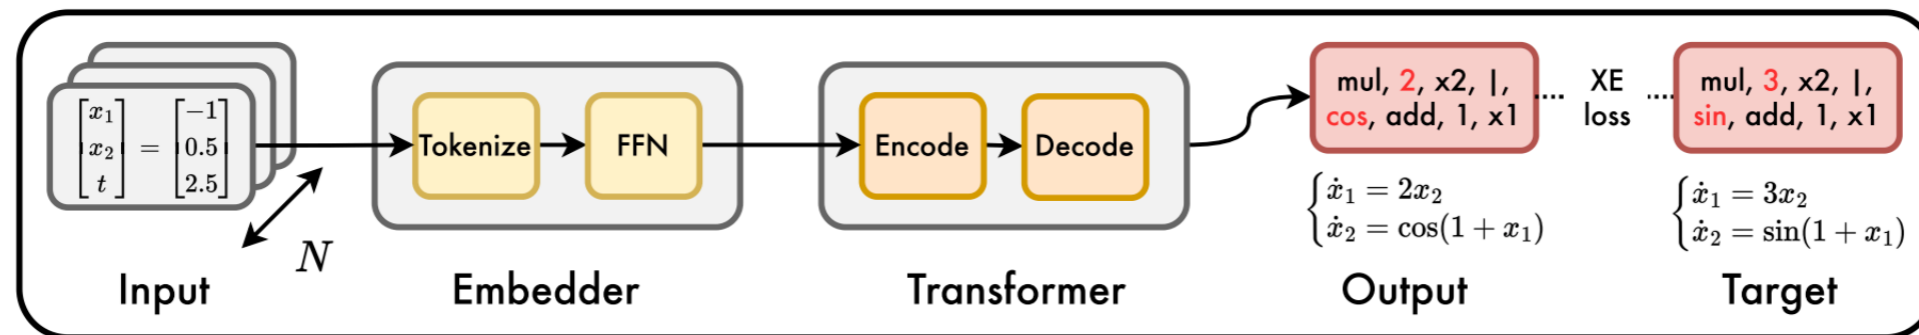 [x₁ x₂ t] = [−1 0.5 2.5]
N
Input
Tokenize
FFN
Embedder
Encode
Decode
Transformer
mul, 2, x2, |,
cos, add, 1, x1
ẋ₁ = 2x₂
ẋ₂ = cos(1 + x₁)
Output
XE
loss
mul, 3, x2, |,
sin, add, 1, x1
ẋ₁ = 3x₂
ẋ₂ = sin(1 + x₁)
Target